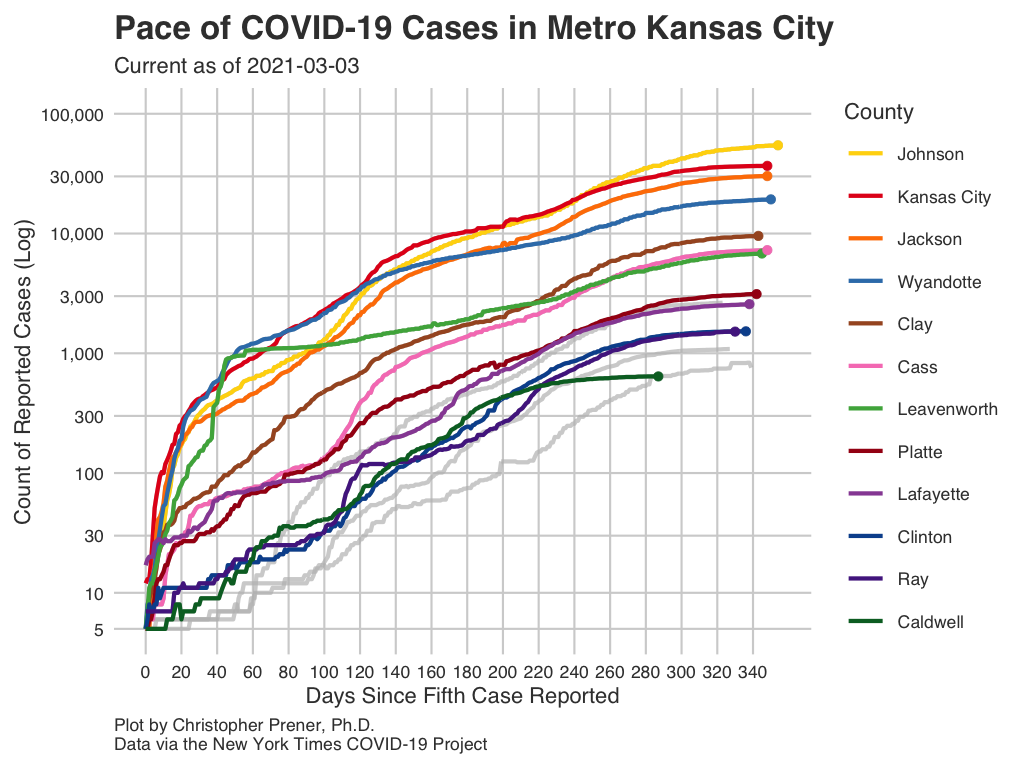 Pace of COVID-19 Cases in Metro Kansas City
Current as of 2021-03-03
Count of Reported Cases (Log)
100,000
30,000
10,000
3,000
1,000
300
100
30
10
5
0 20 40 60 80 100 120 140 160 180 200 220 240 260 280 300 320 340
Days Since Fifth Case Reported
County
Johnson
Kansas City
Jackson
Wyandotte
Clay
Cass
Leavenworth
Platte
Lafayette
Clinton
Ray
Caldwell
Plot by Christopher Prener, Ph.D.
Data via the New York Times COVID-19 Project